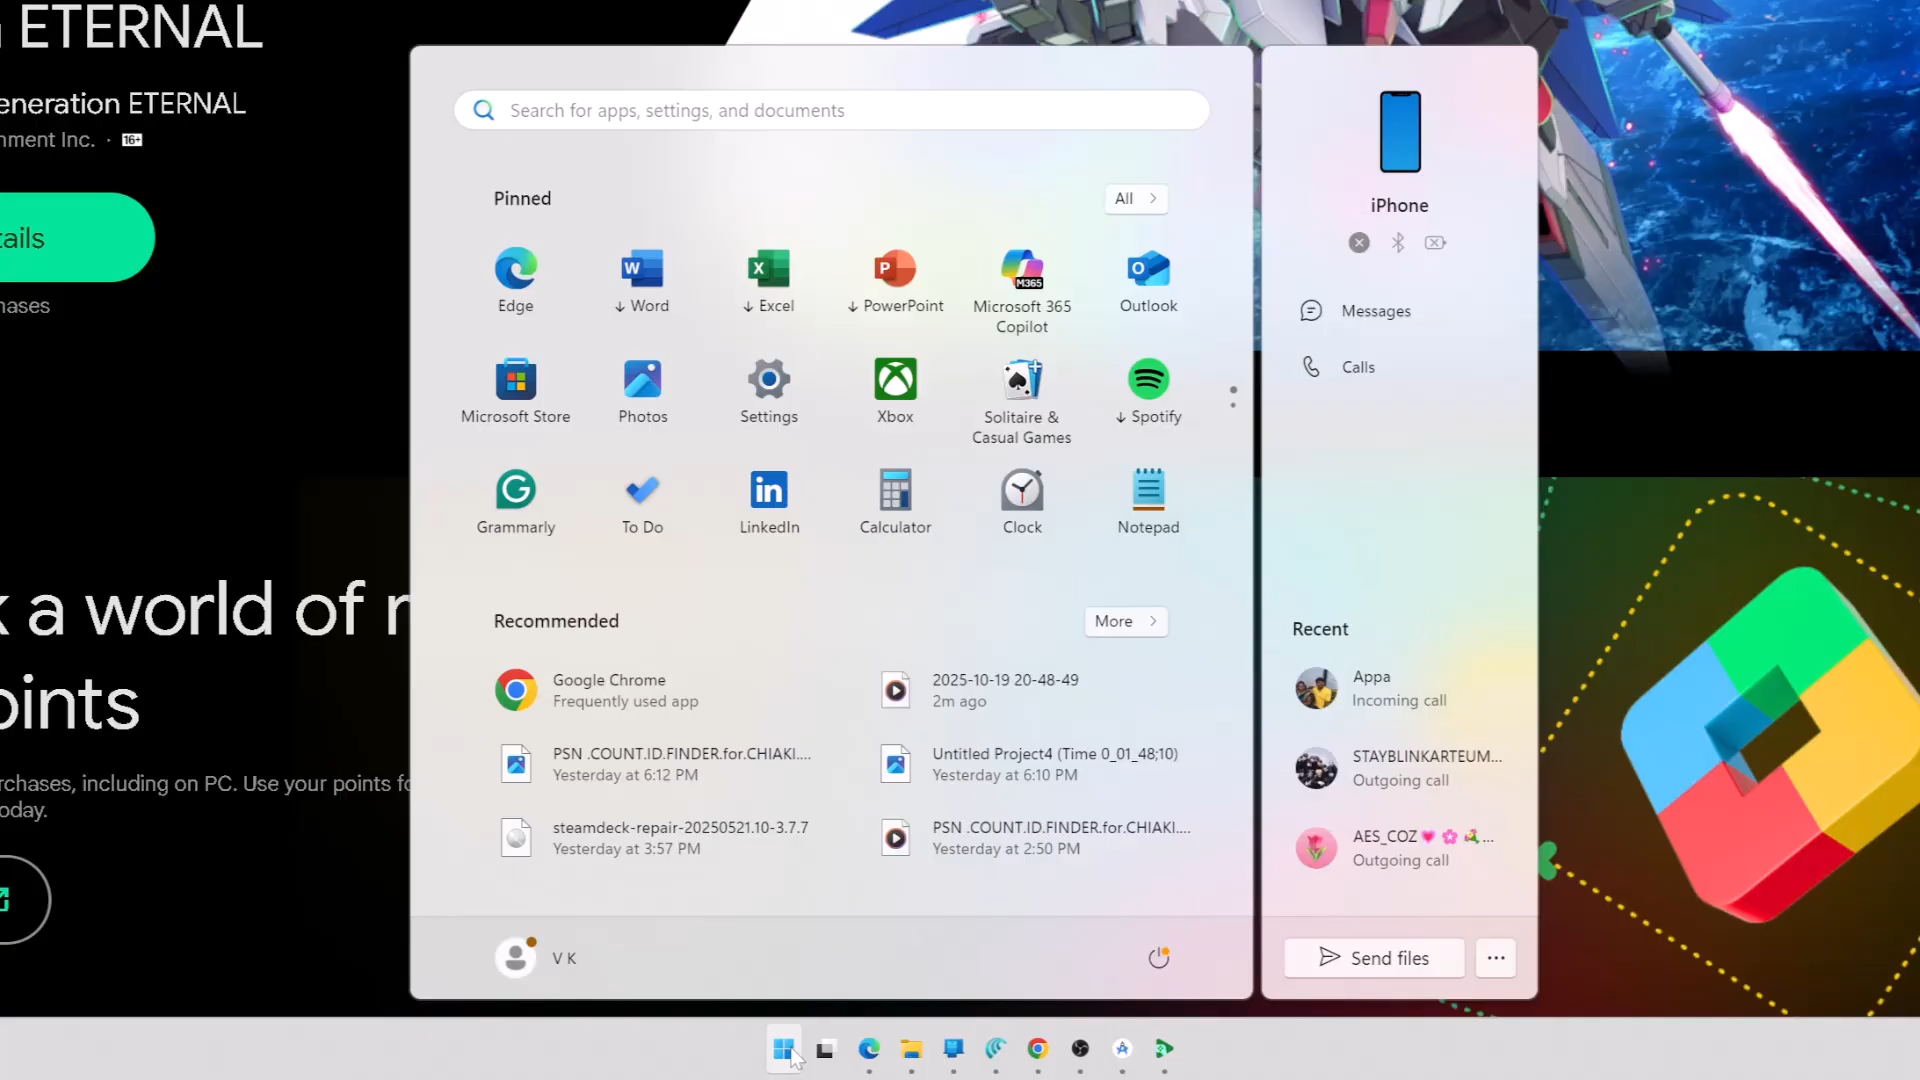 ETERNAL
eneration ETERNAL
nment Inc. · 16+
tails
hases
k a world of r
oints
rchases, including on PC. Use your points fo
oday.
Search for apps, settings, and documents
Pinned
All
Edge
↓ Word
↓ Excel
↓ PowerPoint
M365
Microsoft 365
Copilot
Outlook
Microsoft Store
Photos
Settings
Xbox
Solitaire &
Casual Games
↓ Spotify
Grammarly
To Do
LinkedIn
Calculator
Clock
Notepad
Recommended
More
Google Chrome
Frequently used app
2025-10-19 20-48-49
2m ago
PSN .COUNT.ID.FINDER.for.CHIAKI....
Yesterday at 6:12 PM
Untitled Project4 (Time 0_01_48;10)
Yesterday at 6:10 PM
steamdeck-repair-20250521.10-3.7.7
Yesterday at 3:57 PM
PSN .COUNT.ID.FINDER.for.CHIAKI....
Yesterday at 2:50 PM
V K
iPhone
Messages
Calls
Recent
Appa
Incoming call
STAYBLINKARTEUM...
Outgoing call
AES_COZ 💗 🌸 💐...
Outgoing call
Send files